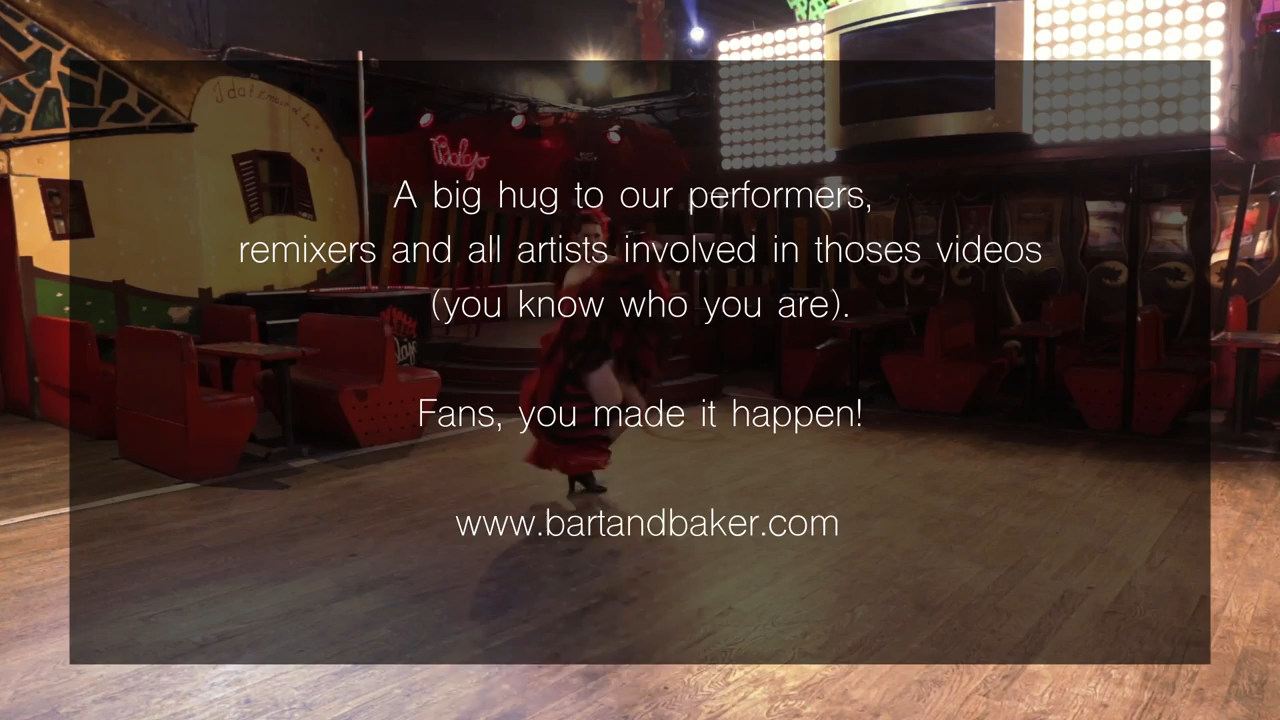 A big hug to our performers,
remixers and all artists involved in thoses videos
(you know who you are).
Fans, you made it happen!
www.bartandbaker.com